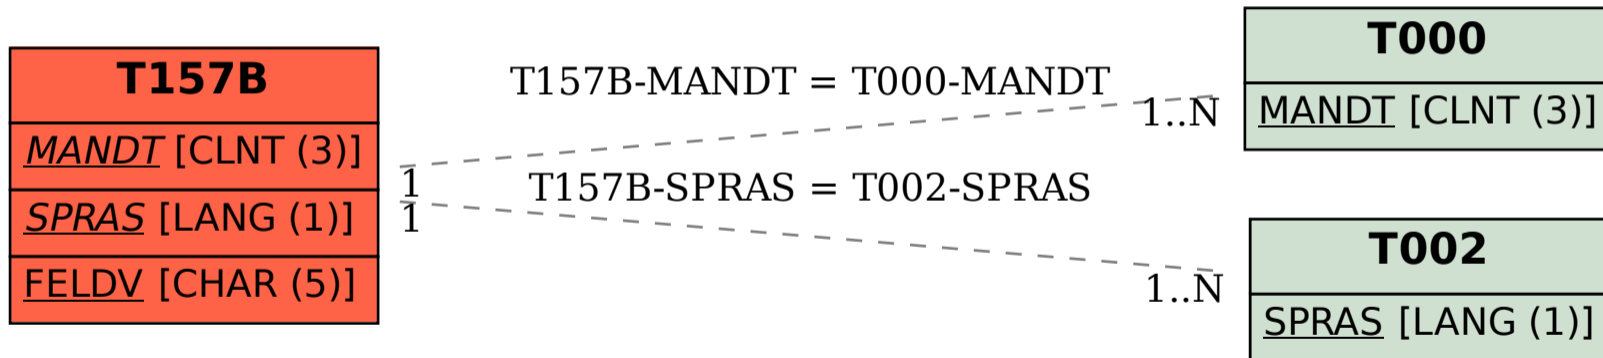 T157B
MANDT [CLNT (3)]
SPRAS [LANG (1)]
FELDV [CHAR (5)]
T157B-MANDT = T000-MANDT
1
1..N
T157B-SPRAS = T002-SPRAS
1
1..N
T000
MANDT [CLNT (3)]
T002
SPRAS [LANG (1)]